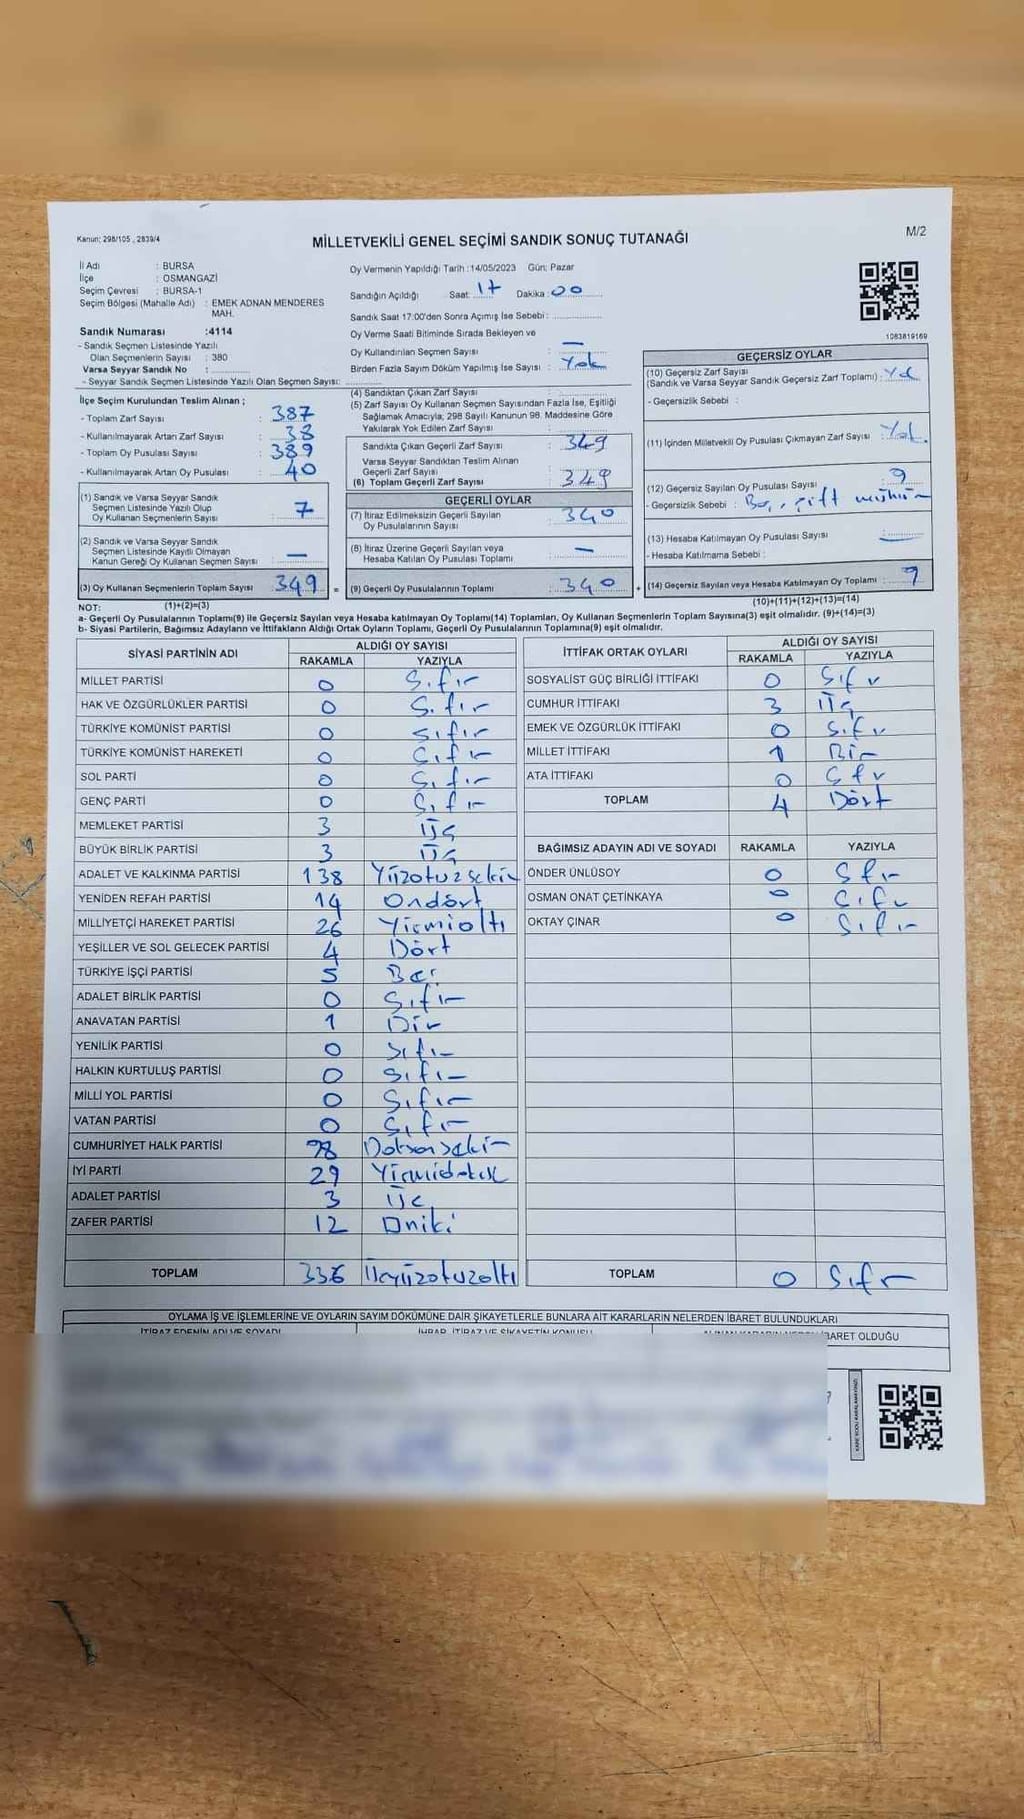 Kanun; 298/105 , 2839/4
M/2
MİLLETVEKİLİ GENEL SEÇİMİ SANDIK SONUÇ TUTANAĞI
İl Adı : BURSA
İlçe : OSMANGAZİ
Seçim Çevresi : BURSA-1
Seçim Bölgesi (Mahalle Adı) : EMEK ADNAN MENDERES MAH.
Sandık Numarası :4114
- Sandık Seçmen Listesinde Yazılı
Olan Seçmenlerin Sayısı : 380
Varsa Seyyar Sandık No :
- Seyyar Sandık Seçmen Listesinde Yazılı Olan Seçmen Sayısı:
Oy Vermenin Yapıldığı Tarih :14/05/2023 Gün: Pazar
Sandığın Açıldığı Saat: 17 Dakika : 00
Sandık Saat 17:00'den Sonra Açımış İse Sebebi :
Oy Verme Saati Bitiminde Sırada Bekleyen ve
Oy Kullandırılan Seçmen Sayısı : —
Birden Fazla Sayım Döküm Yapılmış İse Sayısı : Yok
1083819169
İlçe Seçim Kurulundan Teslim Alınan ;
- Toplam Zarf Sayısı : 387
- Kullanılmayarak Artan Zarf Sayısı : 38
- Toplam Oy Pusulası Sayısı : 389
- Kullanılmayarak Artan Oy Pusulası : 40
(1) Sandık ve Varsa Seyyar Sandık
Seçmen Listesinde Yazılı Olup
Oy Kullanan Seçmenlerin Sayısı : 7
(2) Sandık ve Varsa Seyyar Sandık
Seçmen Listesinde Kayıtlı Olmayan
Kanun Gereği Oy Kullanan Seçmen Sayısı : —
(3) Oy Kullanan Seçmenlerin Toplam Sayısı 349 =
(4) Sandıktan Çıkan Zarf Sayısı :
(5) Zarf Sayısı Oy Kullanan Seçmen Sayısından Fazla İse, Eşitliği
Sağlamak Amacıyla; 298 Sayılı Kanunun 98. Maddesine Göre
Yakılarak Yok Edilen Zarf Sayısı :
Sandıkta Çıkan Geçerli Zarf Sayısı : 349
Varsa Seyyar Sandıktan Teslim Alınan
Geçerli Zarf Sayısı :
(6) Toplam Geçerli Zarf Sayısı : 349
GEÇERLİ OYLAR
(7) İtiraz Edilmeksizin Geçerli Sayılan
Oy Pusulalarının Sayısı : 340
(8) İtiraz Üzerine Geçerli Sayılan veya
Hesaba Katılan Oy Pusulası Toplamı : —
(9) Geçerli Oy Pusulalarının Toplamı : 340 +
GEÇERSİZ OYLAR
(10) Geçersiz Zarf Sayısı
(Sandık ve Varsa Seyyar Sandık Geçersiz Zarf Toplamı) :
- Geçersizlik Sebebi :
(11) İçinden Milletvekil Oy Pusulası Çıkmayan Zarf Sayısı : Yok.
(12) Geçersiz Sayılan Oy Pusulası Sayısı : 9
- Geçersizlik Sebebi : Boş, çift mühür
(13) Hesaba Katılmayan Oy Pusulası Sayısı : —
- Hesaba Katılmama Sebebi :
(14) Geçersiz Sayılan veya Hesaba Katılmayan Oy Toplamı : 9
NOT: (1)+(2)=(3)
(10)+(11)+(12)+(13)=(14)
a- Geçerli Oy Pusulalarının Toplamı(9) ile Geçersiz Sayılan veya Hesaba katılmayan Oy Toplamı(14) Toplamları, Oy Kullanan Seçmenlerin Toplam Sayısına(3) eşit olmalıdır. (9)+(14)=(3)
b- Siyasi Partilerin, Bağımsız Adayların ve İttifakların Aldığı Ortak Oyların Toplamı, Geçerli Oy Pusulalarının Toplamına(9) eşit olmalıdır.
SİYASİ PARTİNİN ADI ALDIĞI OY SAYISI
RAKAMLA YAZIYLA
MİLLET PARTİSİ 0 Sıfır
HAK VE ÖZGÜRLÜKLER PARTİSİ 0 Sıfır
TÜRKİYE KOMÜNİST PARTİSİ 0 Sıfır
TÜRKİYE KOMÜNİST HAREKETİ 0 Sıfır
SOL PARTİ 0 Sıfır
GENÇ PARTİ 0 Sıfır
MEMLEKET PARTİSİ 3 Üç
BÜYÜK BİRLİK PARTİSİ 3 Üç
ADALET VE KALKINMA PARTİSİ 138 Yüzotuzsekiz
YENİDEN REFAH PARTİSİ 14 Ondört
MİLLİYETÇİ HAREKET PARTİSİ 26 Yirmialtı
YEŞİLLER VE SOL GELECEK PARTİSİ 4 Dört
TÜRKİYE İŞÇİ PARTİSİ 5 Beş
ADALET BİRLİK PARTİSİ 0 Sıfır
ANAVATAN PARTİSİ 1 Bir
YENİLİK PARTİSİ 0 Sıfır
HALKIN KURTULUŞ PARTİSİ 0 Sıfır
MİLLİ YOL PARTİSİ 0 Sıfır
VATAN PARTİSİ 0 Sıfır
CUMHURİYET HALK PARTİSİ 98 Doksansekiz
İYİ PARTİ 29 Yirmidokuz
ADALET PARTİSİ 3 Üç
ZAFER PARTİSİ 12 Oniki
TOPLAM 336 Üçyüzotuzaltı
İTTİFAK ORTAK OYLARI ALDIĞI OY SAYISI
RAKAMLA YAZIYLA
SOSYALİST GÜÇ BİRLİĞİ İTTİFAKI 0 Sıfır
CUMHUR İTTİFAKI 3 Üç
EMEK VE ÖZGÜRLÜK İTTİFAKI 0 Sıfır
MİLLET İTTİFAKI 1 Bir
ATA İTTİFAKI 0 Sıfır
TOPLAM 4 Dört
BAĞIMSIZ ADAYIN ADI VE SOYADI RAKAMLA YAZIYLA
ÖNDER ÜNLÜSOY 0 Sıfır
OSMAN ONAT ÇETİNKAYA 0 Sıfır
OKTAY ÇINAR 0 Sıfır
TOPLAM 0 Sıfır
OYLAMA İŞ VE İŞLEMLERİNE VE OYLARIN SAYIM DÖKÜMÜNE DAİR ŞİKAYETLERLE BUNLARA AİT KARARLARIN NELERDEN İBARET BULUNDUKLARI
İTİRAZ EDENİN ADI VE SOYADI İHBAR, İTİRAZ VE ŞİKAYETİN KONUSU İBARET OLDUĞU